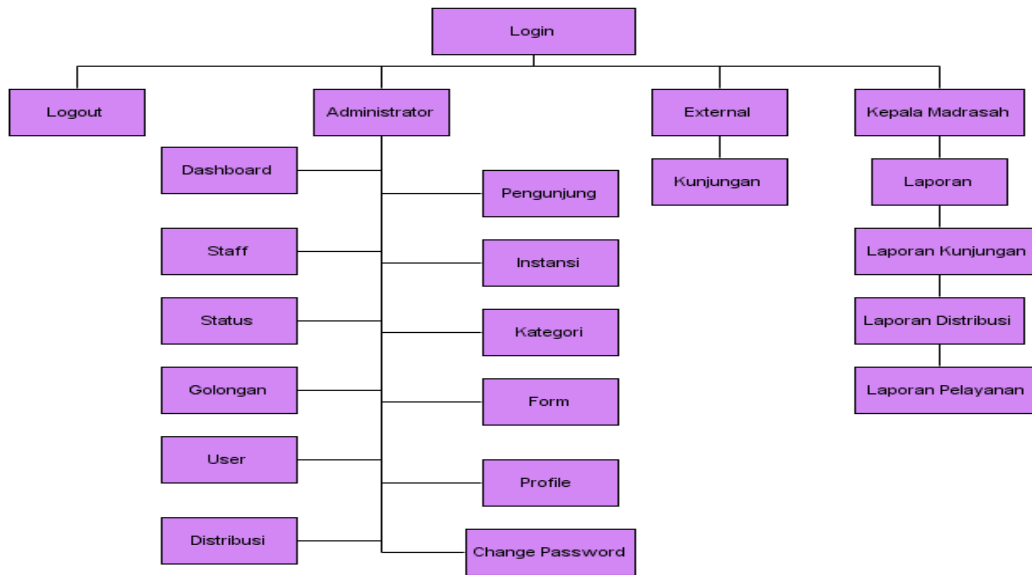 Login
Logout
Administrator
External
Kepala Madrasah
Dashboard
Pengunjung
Kunjungan
Laporan
Staff
Instansi
Laporan Kunjungan
Status
Kategori
Laporan Distribusi
Golongan
Form
Laporan Pelayanan
User
Profile
Distribusi
Change Password